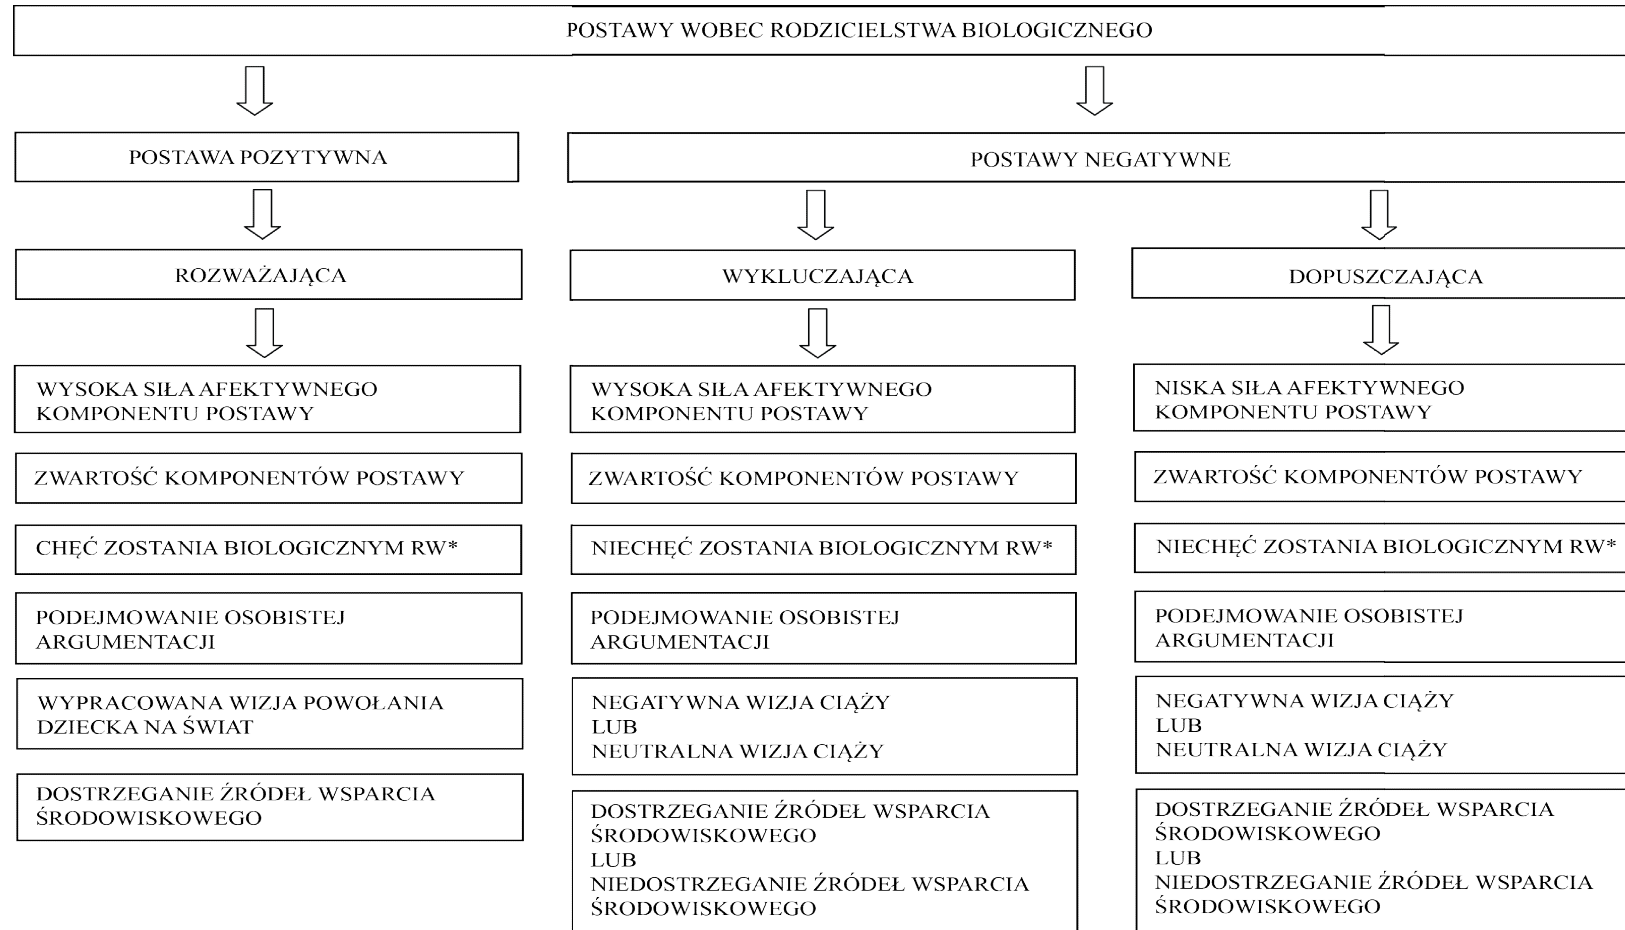 POSTAWY WOBEC RODZICIELSTWA BIOLOGICZNEGO
POSTAWA POZYTYWNA
POSTAWY NEGATYWNE
ROZWAŻAJĄCA
WYKLUCZAJĄCA
DOPUSZCZAJĄCA
WYSOKA SIŁA AFEKTYWNEGO
KOMPONENTU POSTAWY
ZWARTOŚĆ KOMPONENTÓW POSTAWY
CHĘĆ ZOSTANIA BIOLOGICZNYM RW*
PODEJMOWANIE OSOBISTEJ
ARGUMENTACJI
WYPRACOWANA WIZJA POWOŁANIA
DZIECKA NA ŚWIAT
DOSTRZEGANIE ŹRÓDEŁ WSPARCIA
ŚRODOWISKOWEGO
WYSOKA SIŁA AFEKTYWNEGO
KOMPONENTU POSTAWY
ZWARTOŚĆ KOMPONENTÓW POSTAWY
NIECHĘĆ ZOSTANIA BIOLOGICZNYM RW*
PODEJMOWANIE OSOBISTEJ
ARGUMENTACJI
NEGATYWNA WIZJA CIĄŻY
LUB
NEUTRALNA WIZJA CIĄŻY
DOSTRZEGANIE ŹRÓDEŁ WSPARCIA
ŚRODOWISKOWEGO
LUB
NIEDOSTRZEGANIE ŹRÓDEŁ WSPARCIA
ŚRODOWISKOWEGO
NISKA SIŁA AFEKTYWNEGO
KOMPONENTU POSTAWY
ZWARTOŚĆ KOMPONENTÓW POSTAWY
NIECHĘĆ ZOSTANIA BIOLOGICZNYM RW*
PODEJMOWANIE OSOBISTEJ
ARGUMENTACJI
NEGATYWNA WIZJA CIĄŻY
LUB
NEUTRALNA WIZJA CIĄŻY
DOSTRZEGANIE ŹRÓDEŁ WSPARCIA
ŚRODOWISKOWEGO
LUB
NIEDOSTRZEGANIE ŹRÓDEŁ WSPARCIA
ŚRODOWISKOWEGO